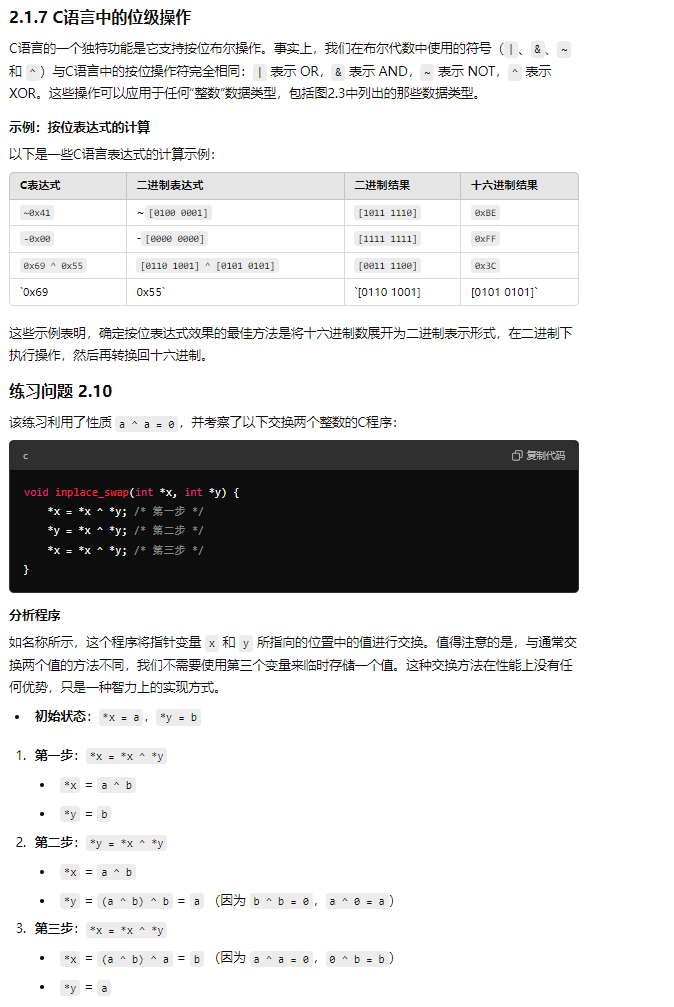 2.1.7 C语言中的位级操作
C语言的一个独特功能是它支持按位布尔操作。事实上，我们在布尔代数中使用的符号（|、&、~
和 ^）与C语言中的按位操作符完全相同：| 表示 OR，& 表示 AND，~ 表示 NOT，^ 表示
XOR。这些操作可以应用于任何“整数”数据类型，包括图2.3中列出的那些数据类型。
示例：按位表达式的计算
以下是一些C语言表达式的计算示例：
C表达式 二进制表达式 二进制结果 十六进制结果
~0x41 ~[0100 0001] [1011 1110] 0xBE
-0x00 -[0000 0000] [1111 1111] 0xFF
0x69 ^ 0x55 [0110 1001] ^ [0101 0101] [0011 1100] 0x3C
`0x69 0x55` `[0110 1001] [0101 0101]`
这些示例表明，确定按位表达式效果的最佳方法是将十六进制数展开为二进制表示形式，在二进制下
执行操作，然后再转换回十六进制。
练习问题 2.10
该练习利用了性质 a ^ a = 0，并考察了以下交换两个整数的C程序：
c 复制代码
void inplace_swap(int *x, int *y) {
*x = *x ^ *y; /* 第一步 */
*y = *x ^ *y; /* 第二步 */
*x = *x ^ *y; /* 第三步 */
}
分析程序
如名称所示，这个程序将指针变量 x 和 y 所指向的位置中的值进行交换。值得注意的是，与通常交
换两个值的方法不同，我们不需要使用第三个变量来临时存储一个值。这种交换方法在性能上没有任
何优势，只是一种智力上的实现方式。
• 初始状态：*x = a，*y = b
1. 第一步：*x = *x ^ *y
• *x = a ^ b
• *y = b
2. 第二步：*y = *x ^ *y
• *x = a ^ b
• *y = (a ^ b) ^ b = a （因为 b ^ b = 0，a ^ 0 = a）
3. 第三步：*x = *x ^ *y
• *x = (a ^ b) ^ a = b （因为 a ^ a = 0，0 ^ b = b）
• *y = a